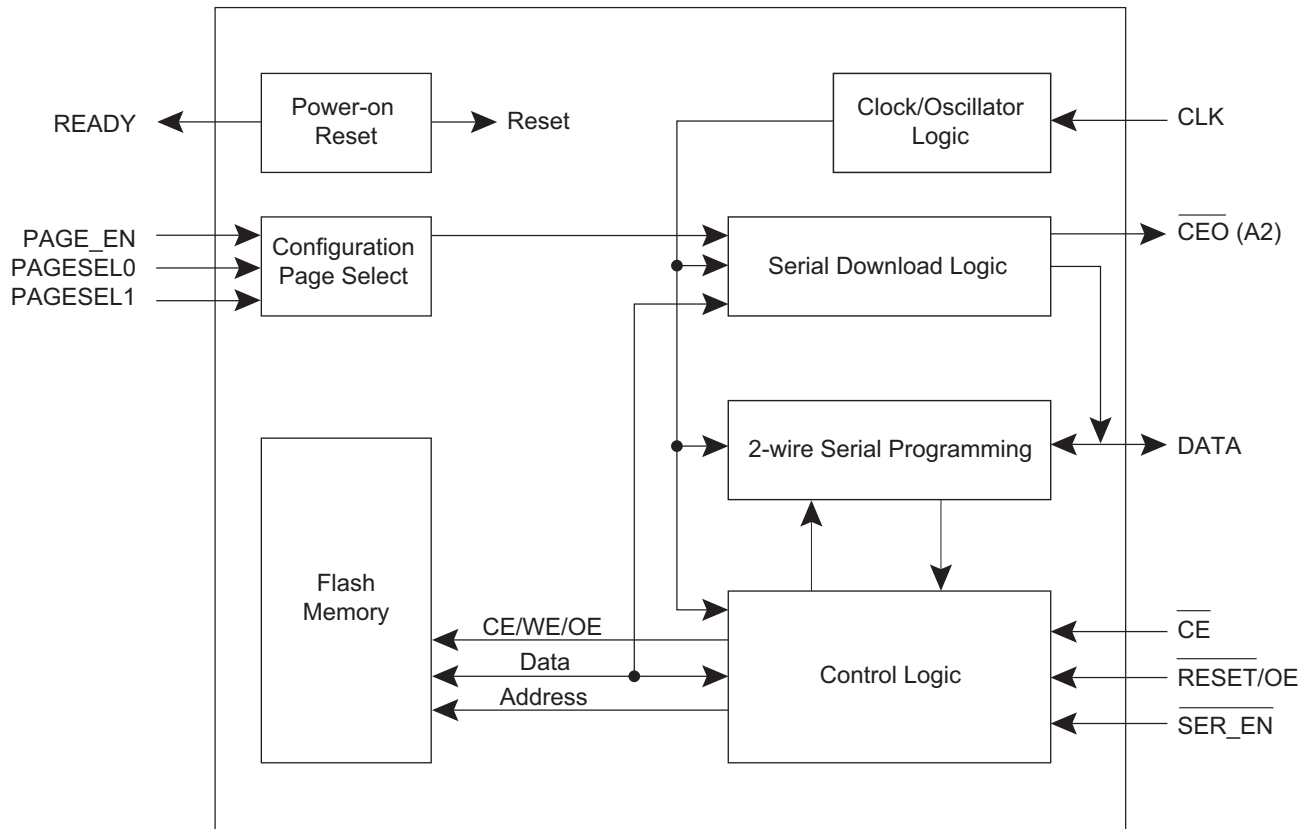 READY
Power-on
Reset
Reset
Clock/Oscillator
Logic
CLK
PAGE_EN
PAGESEL0
PAGESEL1
Configuration
Page Select
Serial Download Logic
CEO (A2)
2-wire Serial Programming
DATA
Flash
Memory
CE/WE/OE
Data
Address
Control Logic
CE
RESET/OE
SER_EN